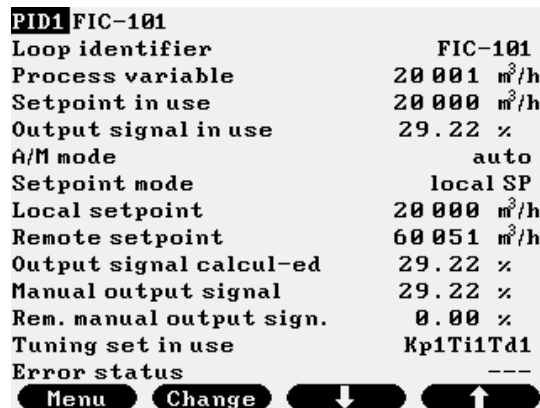 PID1 FIC-101
Loop identifier FIC-101
Process variable 20 001 m³/h
Setpoint in use 20 000 m³/h
Output signal in use 29.22 %
A/M mode auto
Setpoint mode local SP
Local setpoint 20 000 m³/h
Remote setpoint 60 051 m³/h
Output signal calcul-ed 29.22 %
Manual output signal 29.22 %
Rem. manual output sign. 0.00 %
Tuning set in use Kp1Ti1Td1
Error status ---
Menu Change ↓ ↑